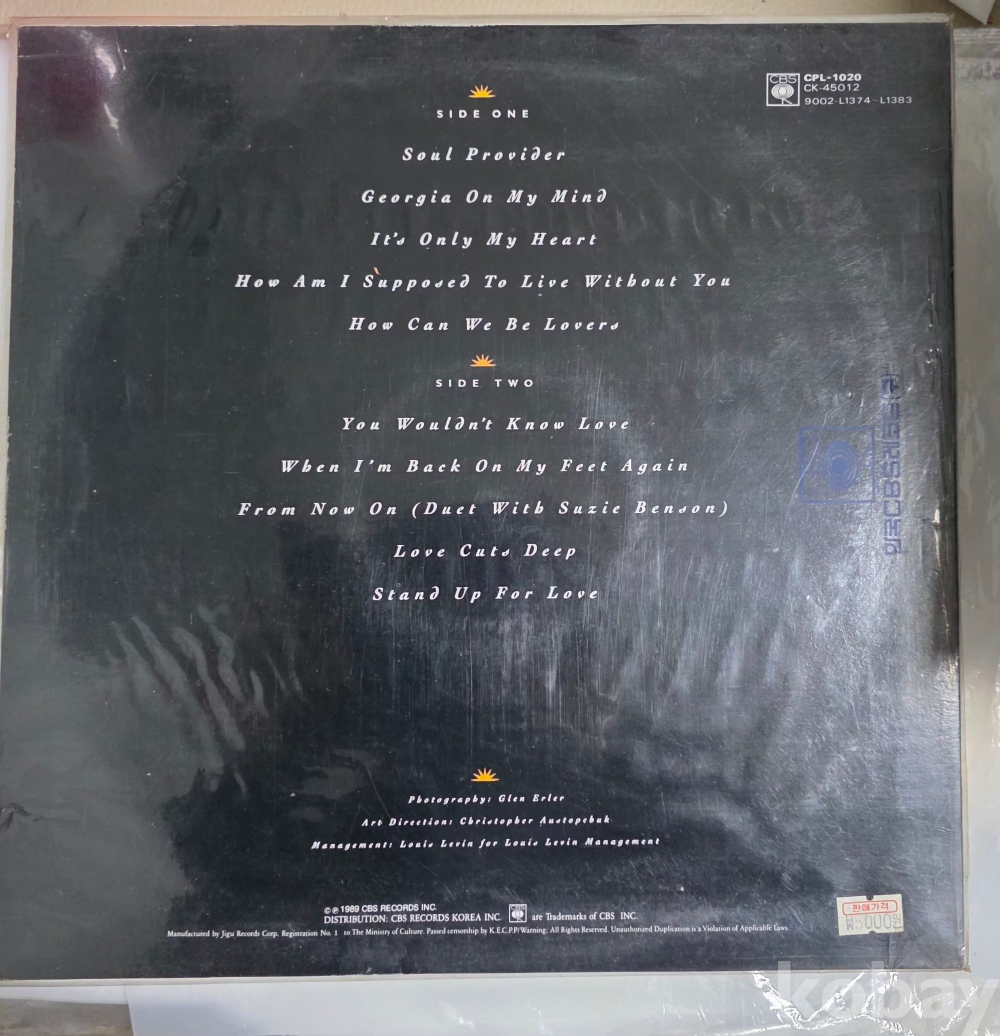 CBS
CPL-1020
CK-45012
9002-L1374~L1383
SIDE ONE
Soul Provider
Georgia On My Mind
It's Only My Heart
How Am I Supposed To Live Without You
How Can We Be Lovers
SIDE TWO
You Wouldn't Know Love
When I'm Back On My Feet Again
From Now On (Duet With Suzie Benson)
Love Cuts Deep
Stand Up For Love
Photography: Glen Erler
Art Direction: Christopher Austopchuk
Management: Louis Levin for Louis Levin Management
©℗ 1989 CBS RECORDS INC.
DISTRIBUTION: CBS RECORDS KOREA INC. CBS are Trademarks of CBS INC.
Manufactured by Jigu Records Corp. Registration No. 1 to The Ministry of Culture. Passed censorship by K.E.C.P.P/Warning: All Rights Reserved. Unauthorized Duplication is a Violation of Applicable Laws.
판매가격
₩5000원
kobay